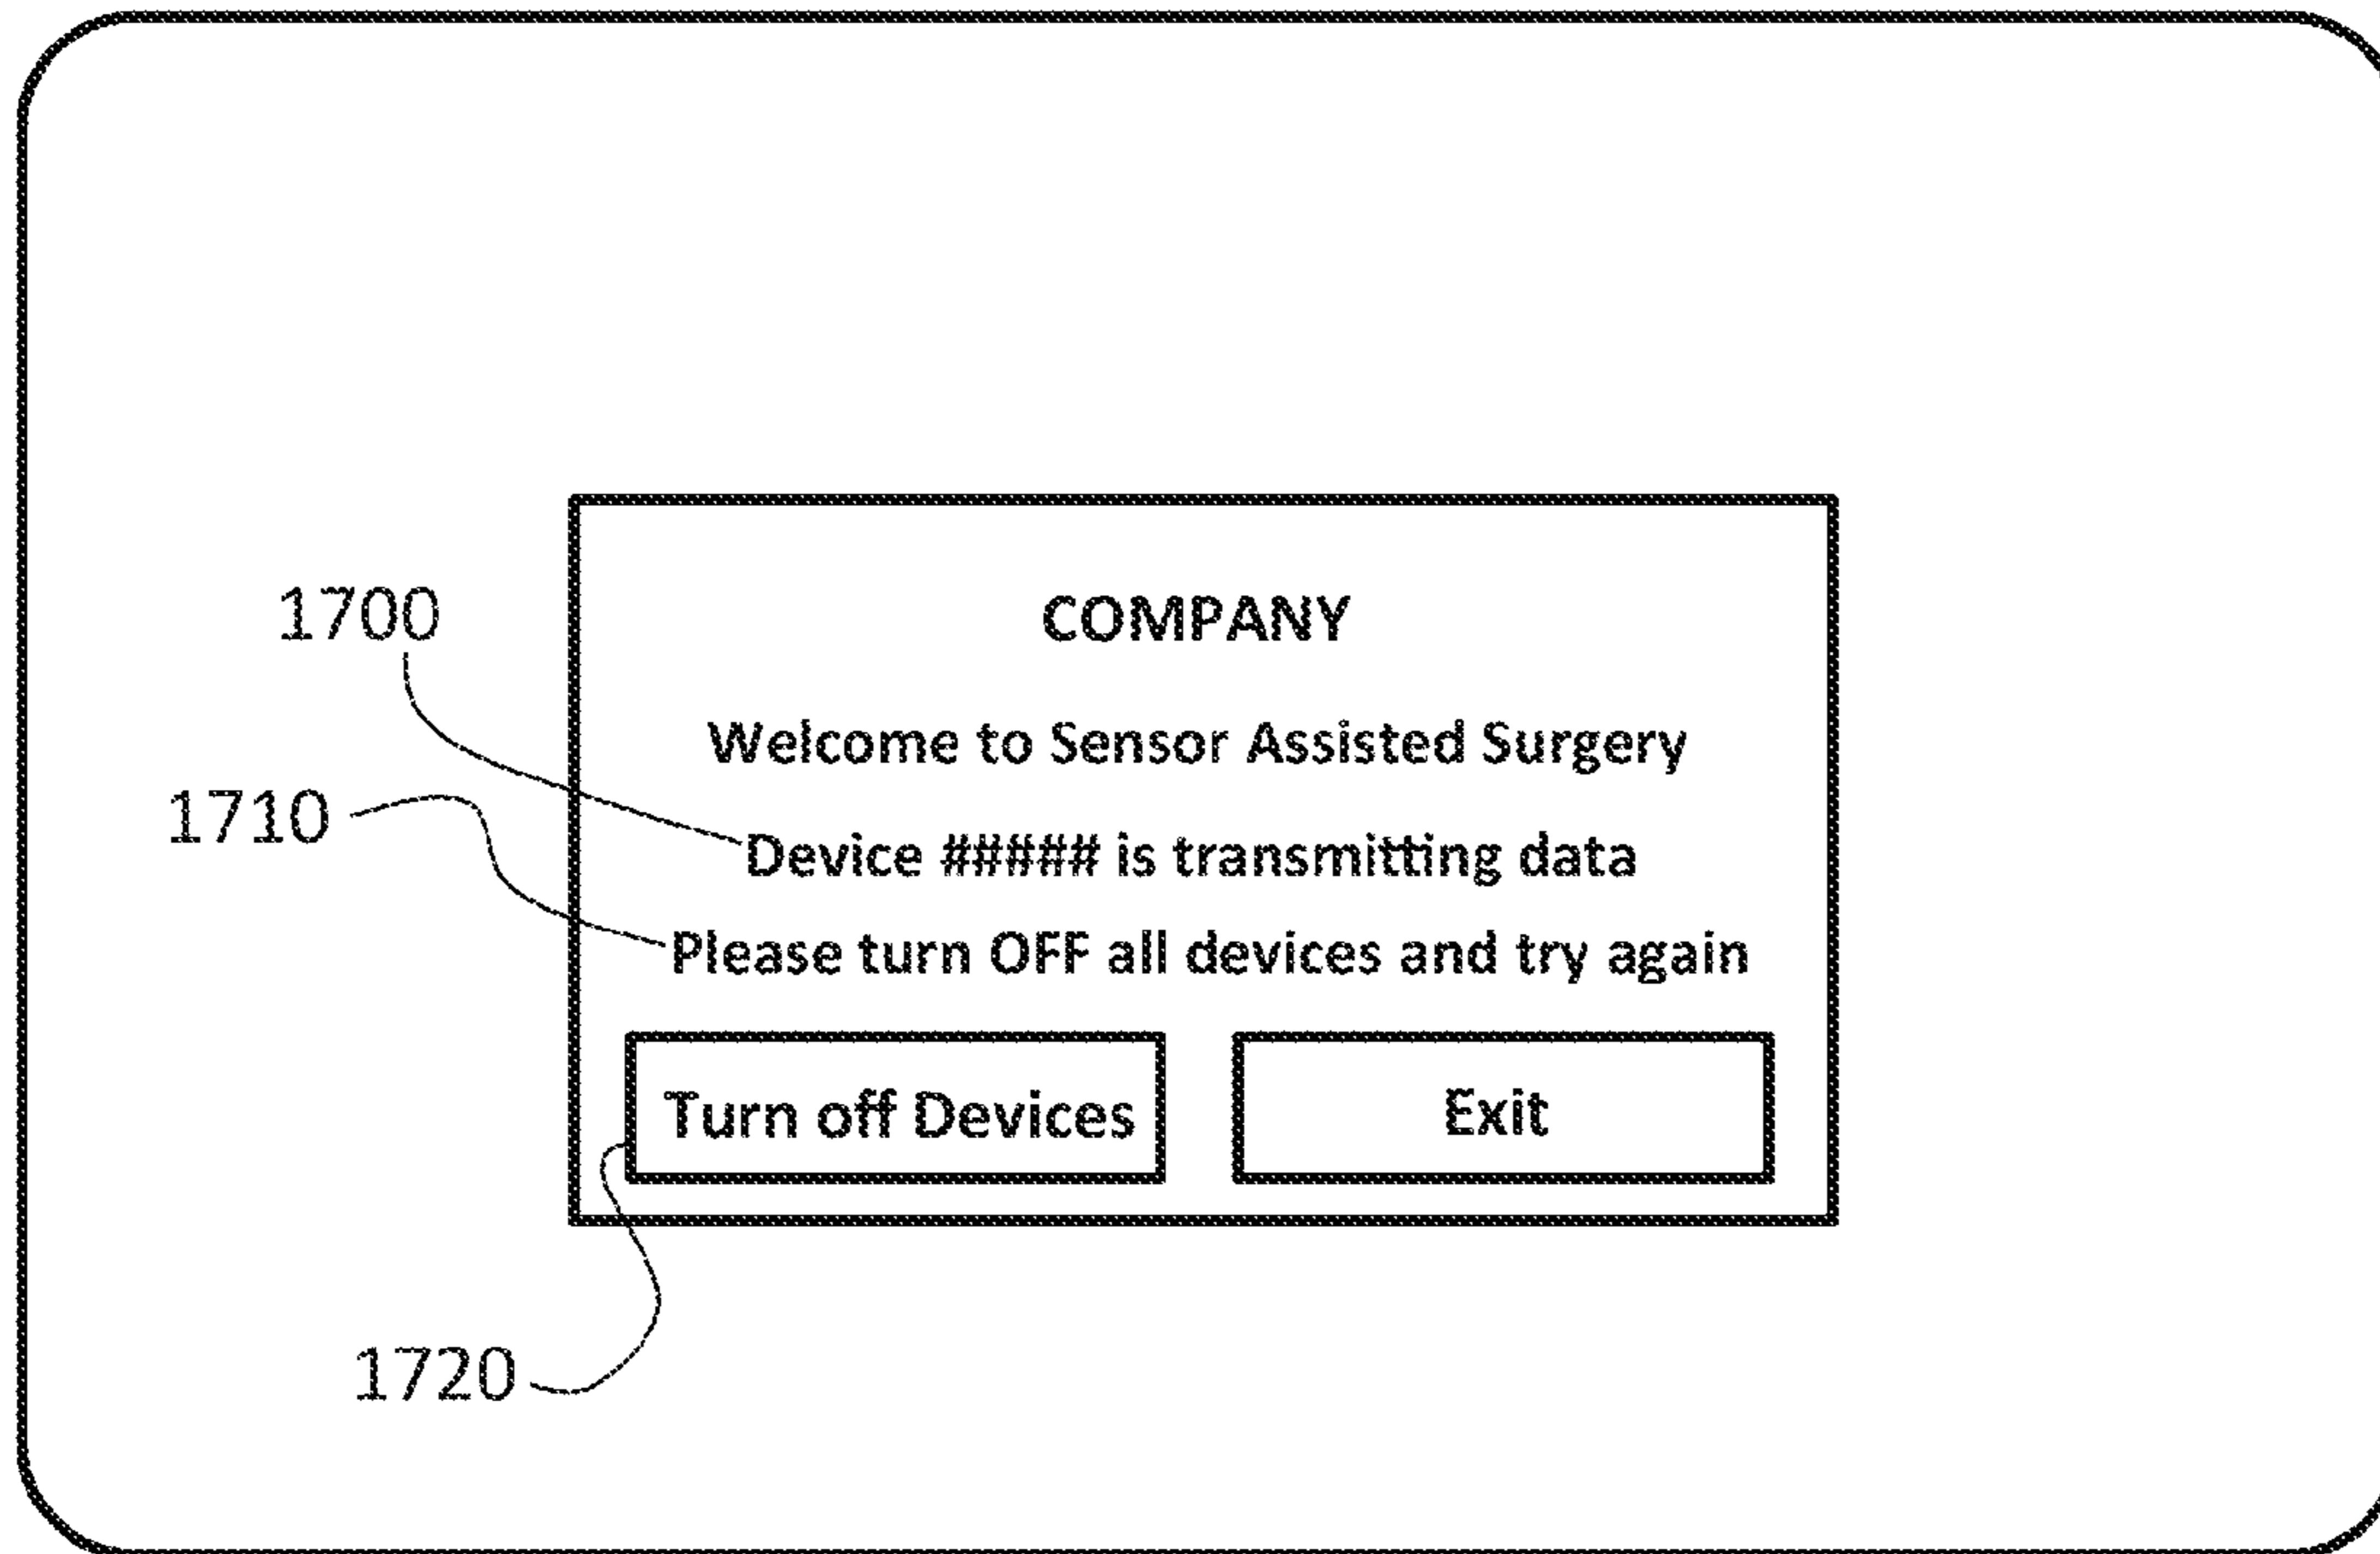 1700
COMPANY
Welcome to Sensor Assisted Surgery
1710
Device ##### is transmitting data
Please turn OFF all devices and try again
Turn off Devices
Exit
1720